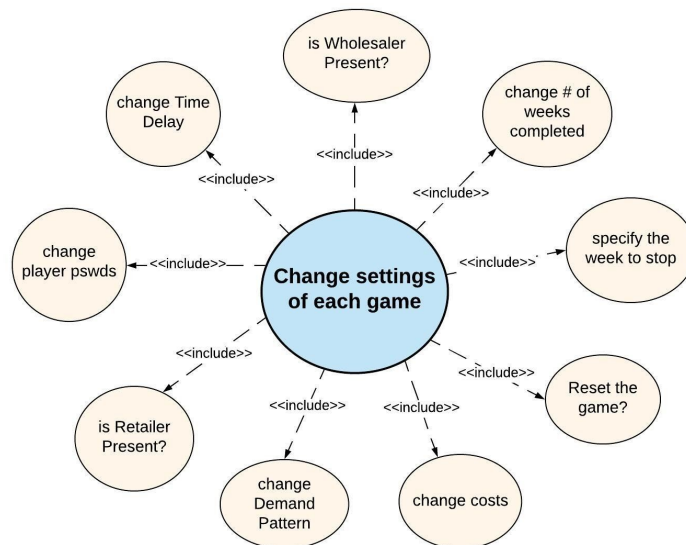 is Wholesaler
Present?
change Time
Delay
change # of
weeks
completed
<<include>>
<<include>>
<<include>>
change
player pswds
<<include>>
Change settings
of each game
<<include>>
specify the
week to stop
<<include>>
<<include>>
<<include>>
<<include>>
is Retailer
Present?
change
Demand
Pattern
change costs
Reset the
game?